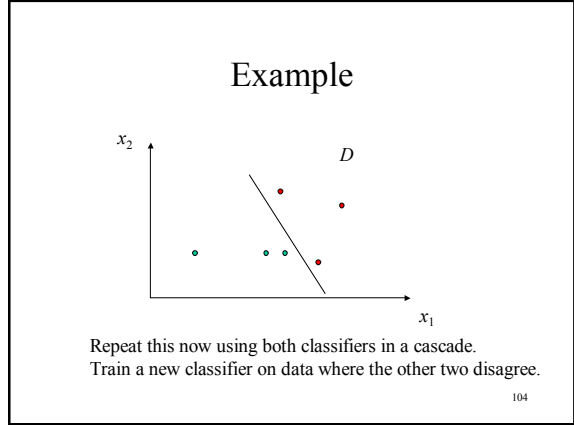 Example
x2
D
x1
Repeat this now using both classifiers in a cascade.
Train a new classifier on data where the other two disagree.
104